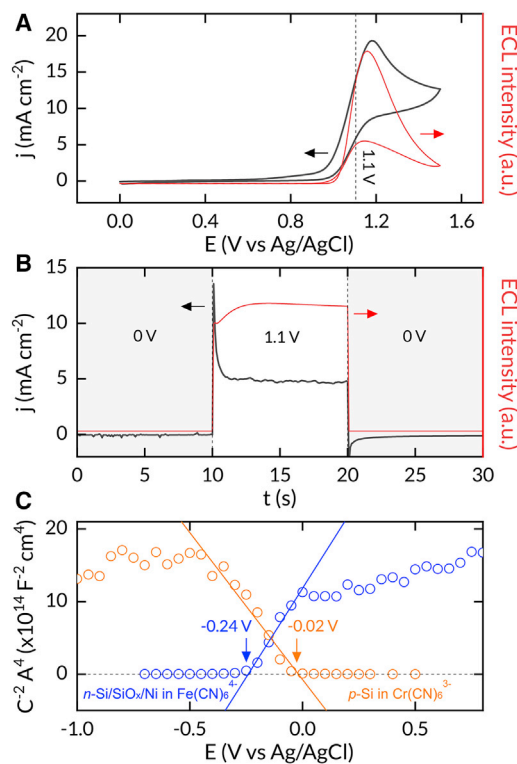 A
20
15
10
5
0
j (mA cm⁻²)
ECL intensity (a.u.)
1.1 V
0.0 0.4 0.8 1.2 1.6
E (V vs Ag/AgCl)
B
15
10
5
0
j (mA cm⁻²)
ECL intensity (a.u.)
0 V 1.1 V 0 V
0 5 10 15 20 25 30
t (s)
C
20
10
0
C⁻² A⁴ (x10¹⁴ F⁻² cm⁴)
-0.24 V -0.02 V
n-Si/SiOₓ/Ni in Fe(CN)₆⁴⁻ p-Si in Cr(CN)₆³⁻
-1.0 -0.5 0.0 0.5
E (V vs Ag/AgCl)